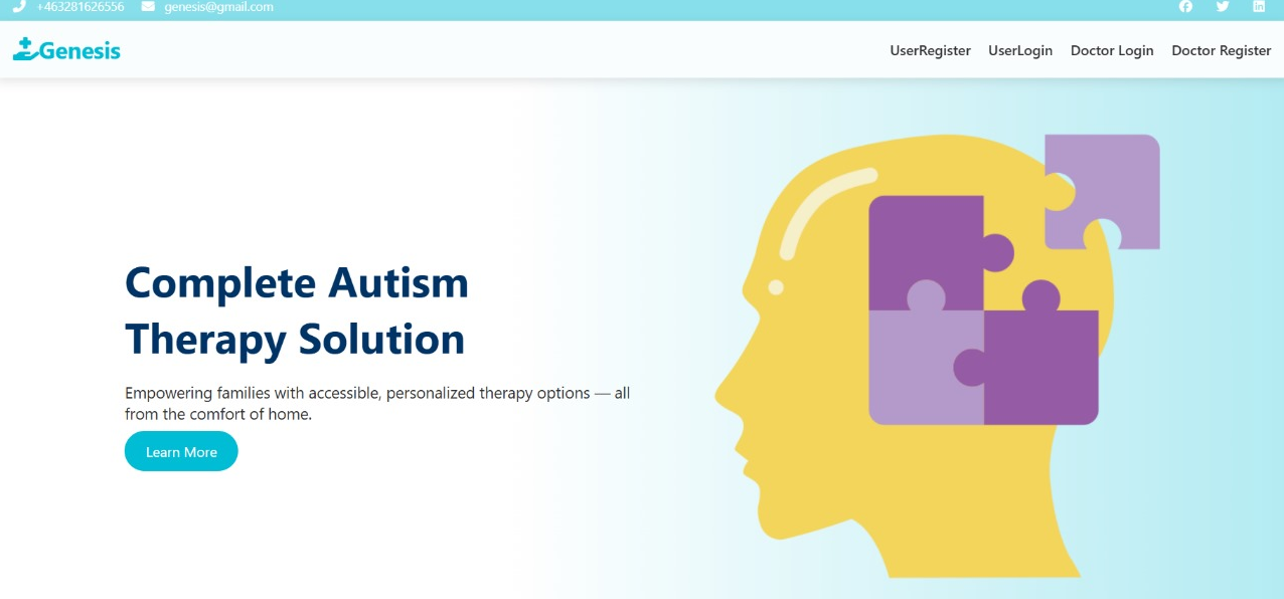 +463281626556 genesis@gmail.com
Genesis UserRegister UserLogin Doctor Login Doctor Register
Complete Autism
Therapy Solution
Empowering families with accessible, personalized therapy options — all
from the comfort of home.
Learn More